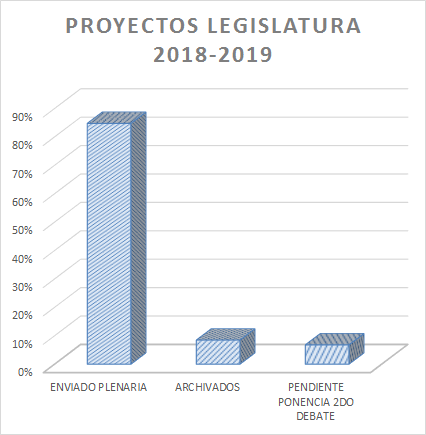 PROYECTOS LEGISLATURA
2018-2019
90%
80%
70%
60%
50%
40%
30%
20%
10%
0%
ENVIADO PLENARIA
ARCHIVADOS
PENDIENTE
PONENCIA 2DO
DEBATE